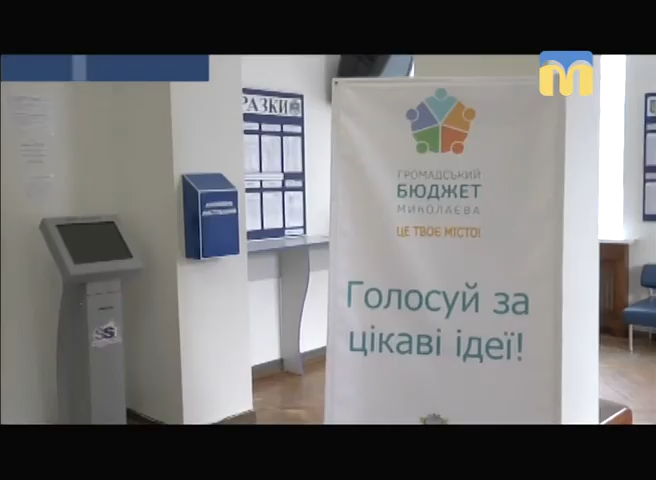 РАЗКИ
ГРОМАДСЬКИЙ
БЮДЖЕТ
МИКОЛАЄВА
ЦЕ ТВОЄ МІСТО!
Голосуй за
цікаві ідеї!